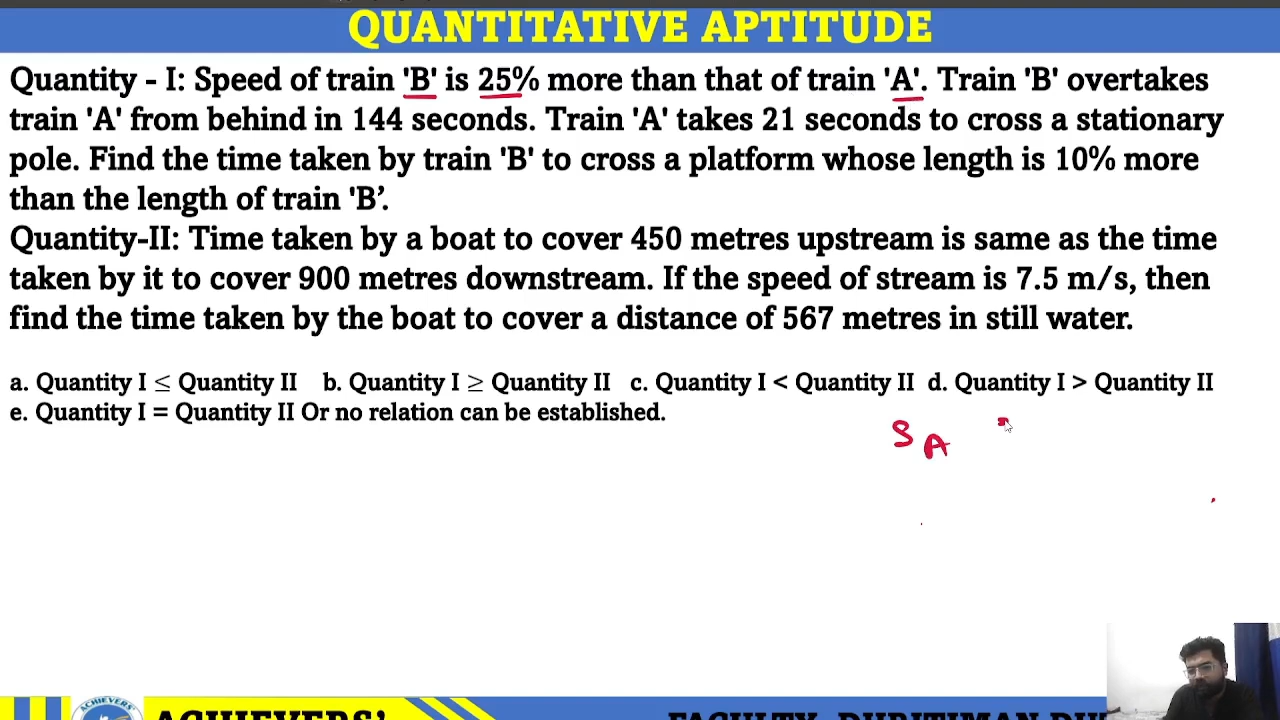 QUANTITATIVE APTITUDE
Quantity - I: Speed of train 'B' is 25% more than that of train 'A'. Train 'B' overtakes
train 'A' from behind in 144 seconds. Train 'A' takes 21 seconds to cross a stationary
pole. Find the time taken by train 'B' to cross a platform whose length is 10% more
than the length of train 'B’.
Quantity-II: Time taken by a boat to cover 450 metres upstream is same as the time
taken by it to cover 900 metres downstream. If the speed of stream is 7.5 m/s, then
find the time taken by the boat to cover a distance of 567 metres in still water.
a. Quantity I ≤ Quantity II b. Quantity I ≥ Quantity II c. Quantity I < Quantity II d. Quantity I > Quantity II
e. Quantity I = Quantity II Or no relation can be established.
S A
ACHIEVERS
ACHIEVERS'